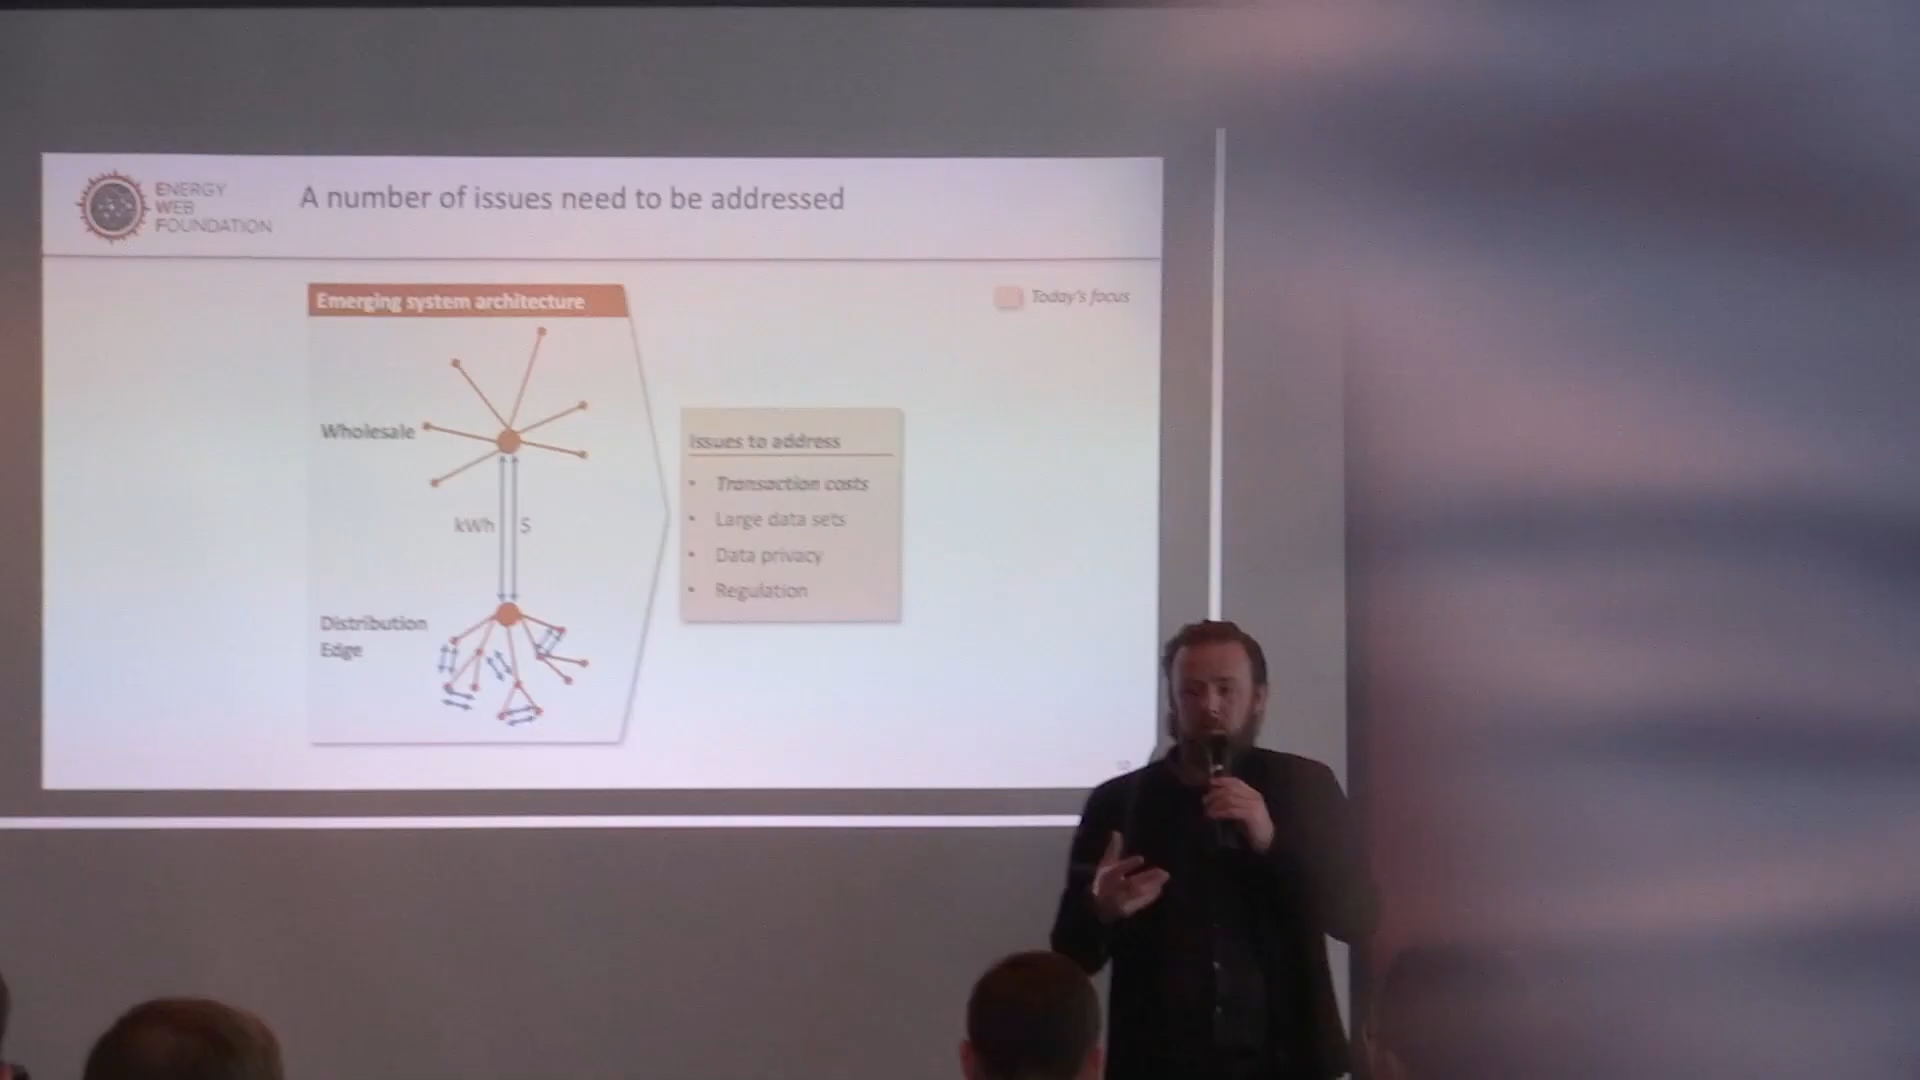 ENERGY
WEB
FOUNDATION
A number of issues need to be addressed
Emerging system architecture
Today's focus
Wholesale
kWh
$
Distribution
Edge
Issues to address
• Transaction costs
• Large data sets
• Data privacy
• Regulation